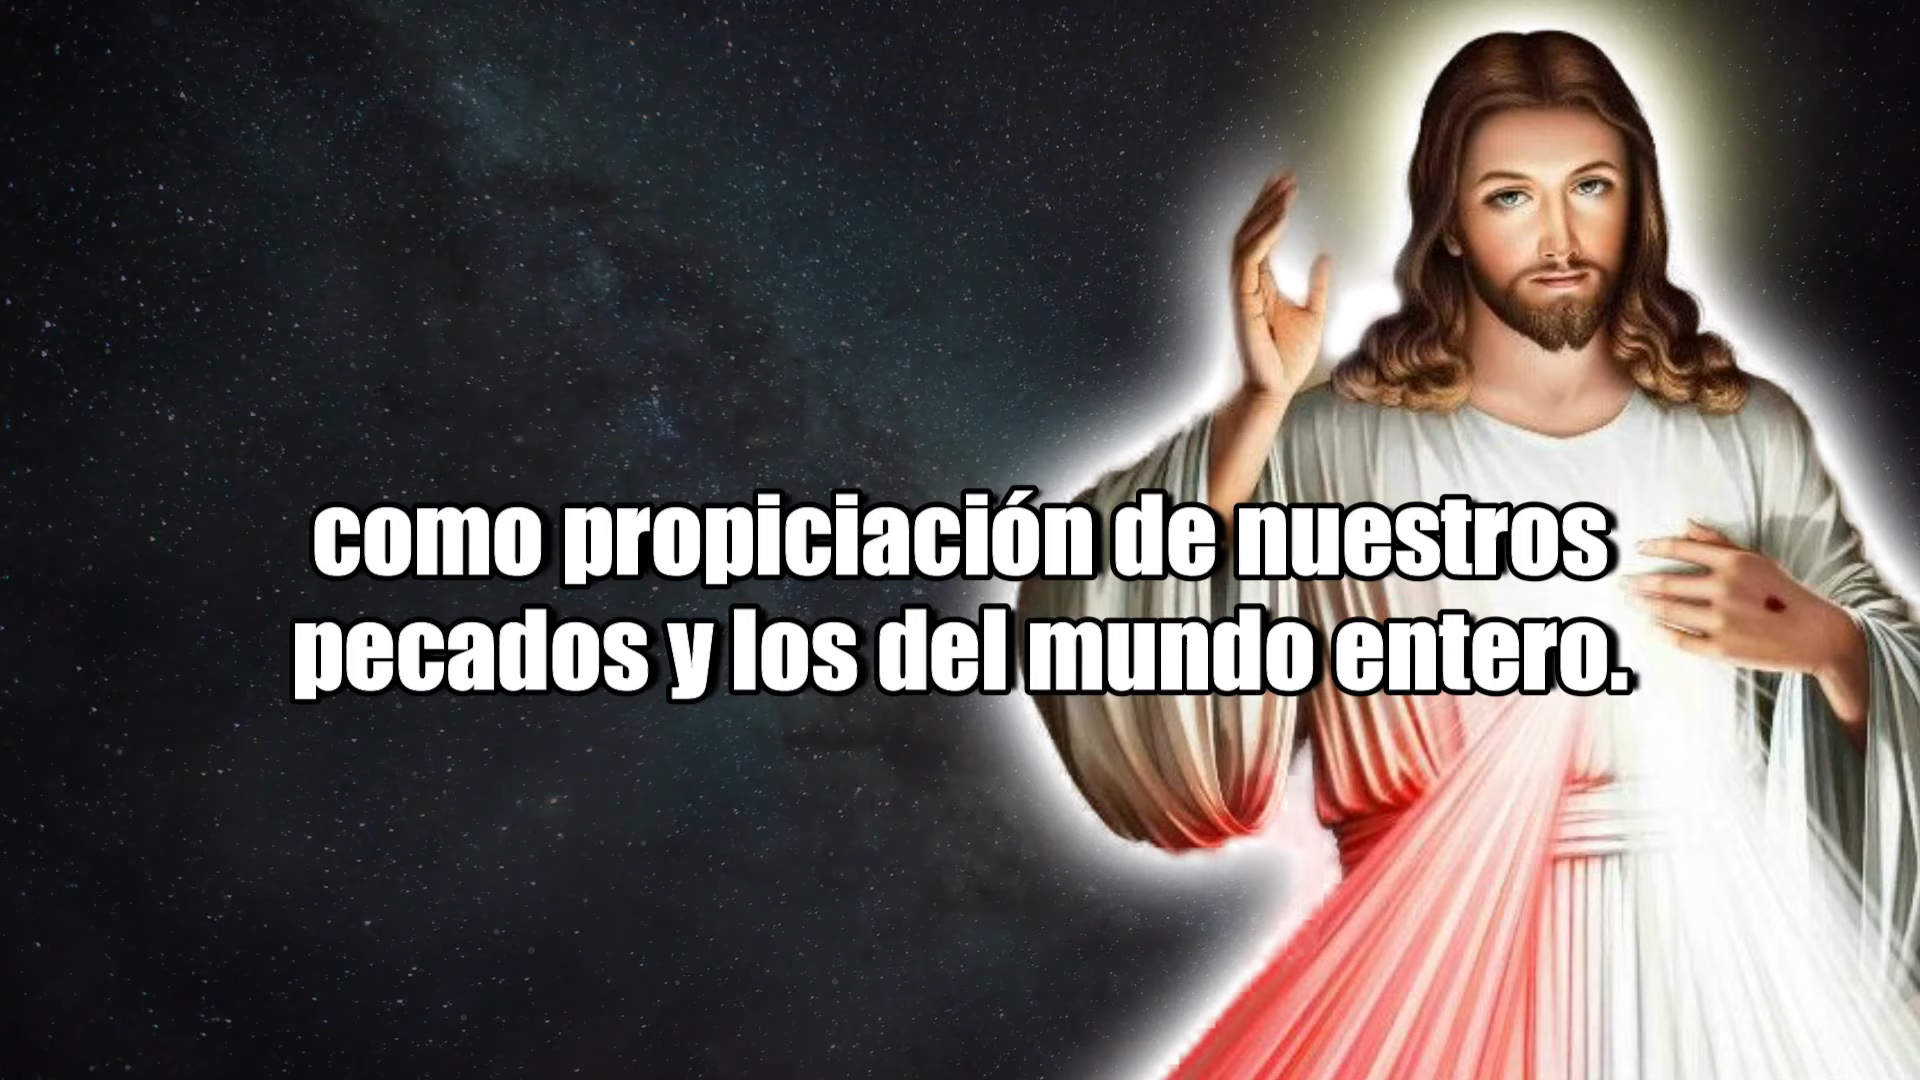 como propiciación de nuestros
pecados y los del mundo entero.